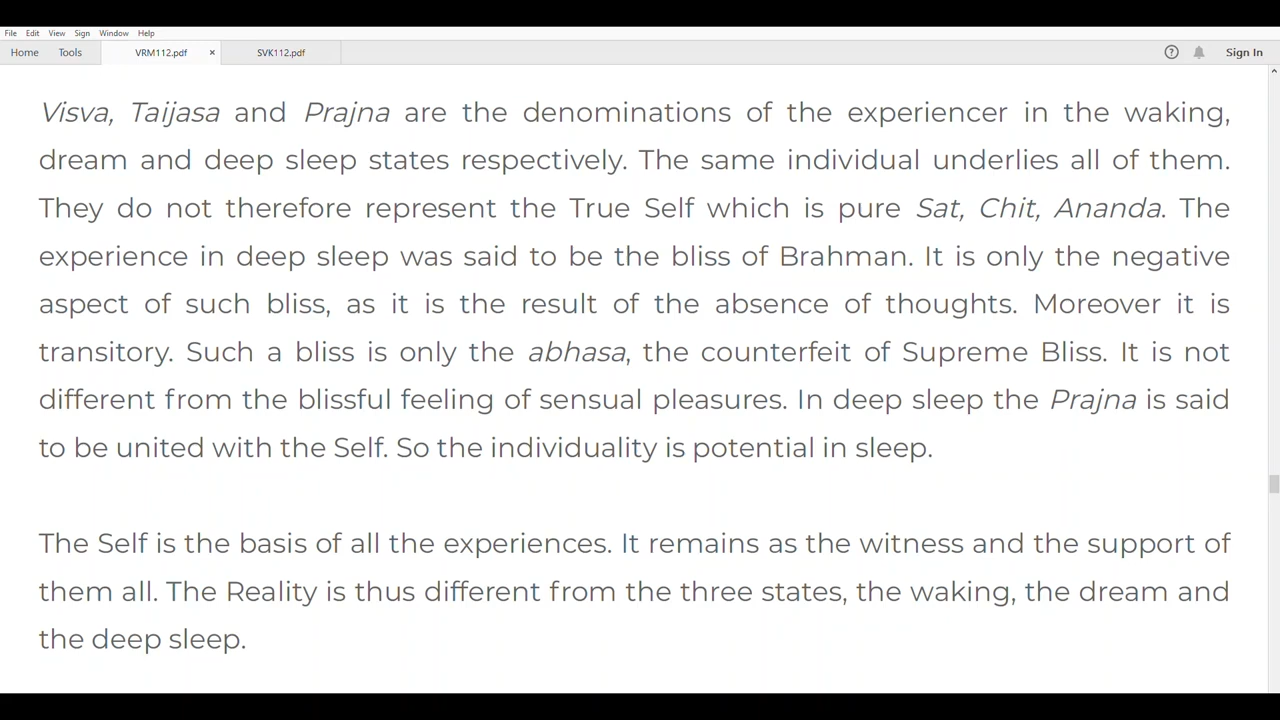 File Edit View Sign Window Help
Home Tools VRM112.pdf × SVK112.pdf ? Sign In
Visva, Taijasa and Prajna are the denominations of the experiencer in the waking,
dream and deep sleep states respectively. The same individual underlies all of them.
They do not therefore represent the True Self which is pure Sat, Chit, Ananda. The
experience in deep sleep was said to be the bliss of Brahman. It is only the negative
aspect of such bliss, as it is the result of the absence of thoughts. Moreover it is
transitory. Such a bliss is only the abhasa, the counterfeit of Supreme Bliss. It is not
different from the blissful feeling of sensual pleasures. In deep sleep the Prajna is said
to be united with the Self. So the individuality is potential in sleep.
The Self is the basis of all the experiences. It remains as the witness and the support of
them all. The Reality is thus different from the three states, the waking, the dream and
the deep sleep.